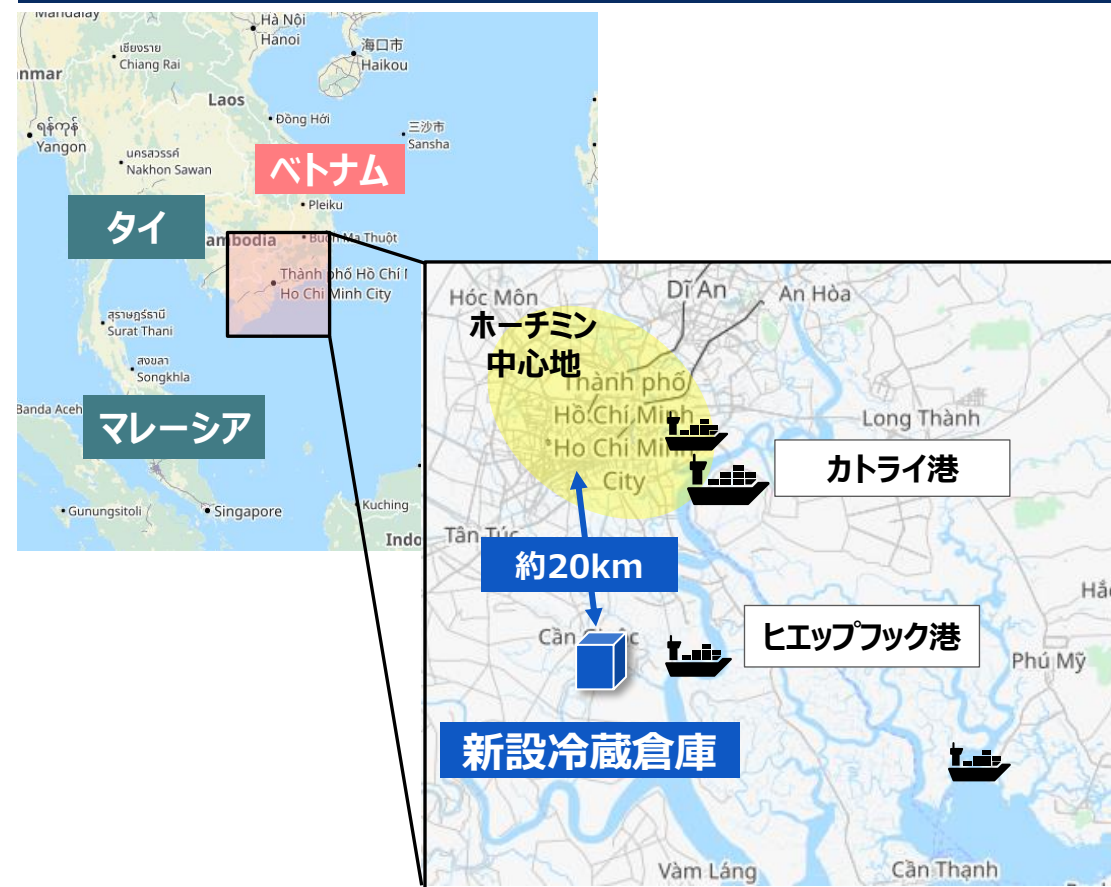 Mandalay
Hà Nội
Hanoi
海口市
Haikou
เชียงราย
Chiang Rai
nmar
Laos
Đồng Hới
三沙市
Sansha
ရန်ကုန်
Yangon
นครสวรรค์
Nakhon Sawan
ベトナム
Pleiku
タイ
ambodia
Buôn Ma Thuột
Thành phố Hồ Chí
Ho Chi Minh City
สุราษฎร์ธานี
Surat Thani
สงขลา
Songkhla
Banda Aceh
マレーシア
Gunungsitoli
Singapore
Kuching
Indo
Hóc Môn
Dĩ An
An Hòa
ホーチミン
中心地
Thành phố
Hồ Chí Minh
Ho Chi Minh
City
Long Thành
カトライ港
Tân Túc
約20km
Hắc
Cần Giuộc
ヒエップフック港
Phú Mỹ
新設冷蔵倉庫
Vàm Láng
Cần Thạnh